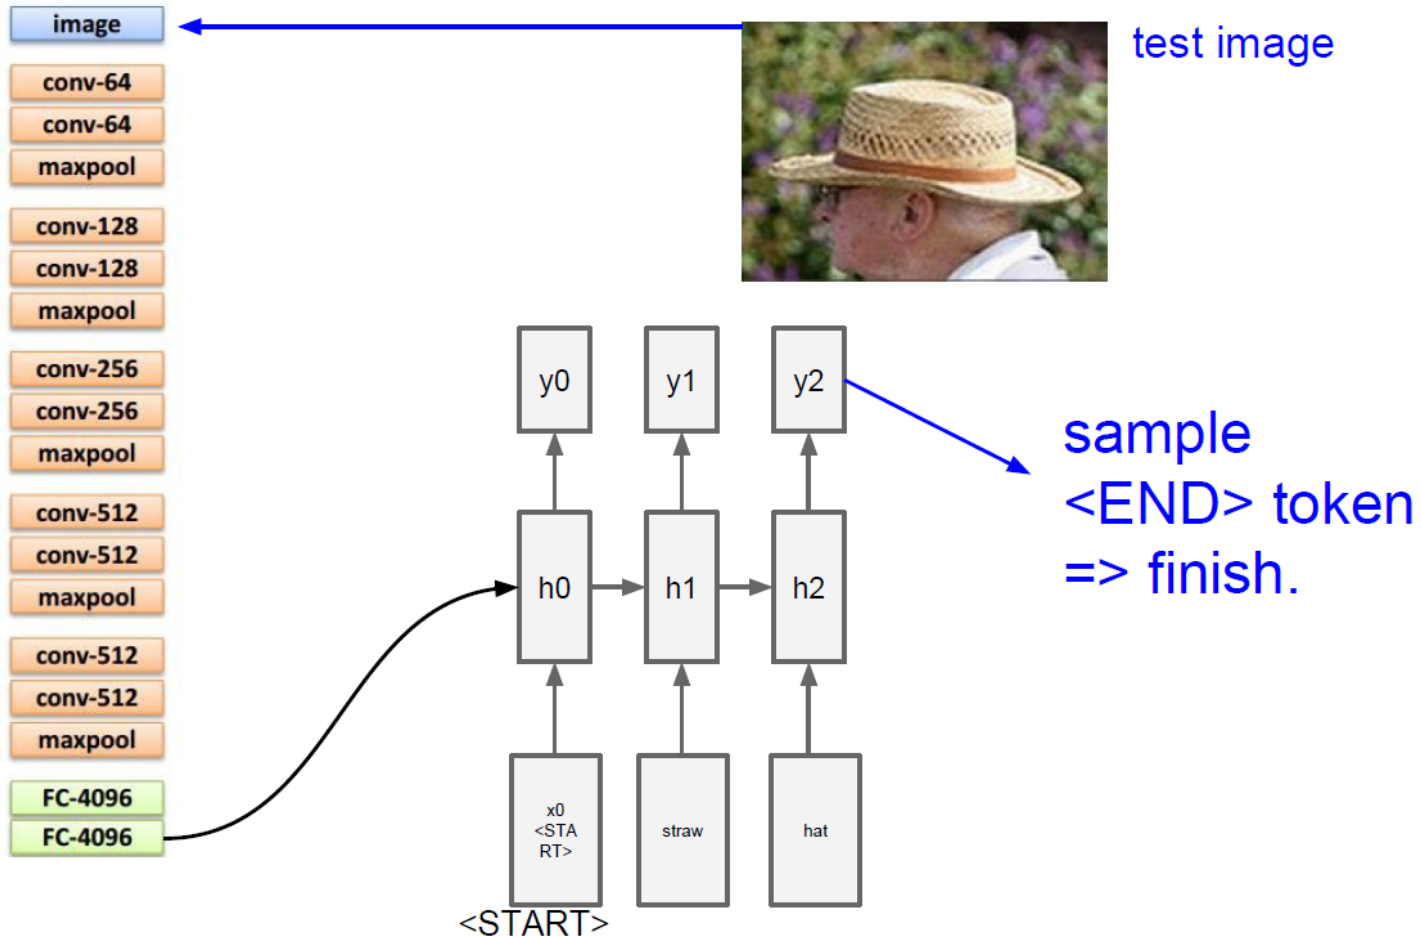 image
conv-64
conv-64
maxpool
conv-128
conv-128
maxpool
conv-256
conv-256
maxpool
conv-512
conv-512
maxpool
conv-512
conv-512
maxpool
FC-4096
FC-4096
test image
y0
y1
y2
sample
<END> token
=> finish.
h0
h1
h2
x0
<STA
RT>
straw
hat
<START>